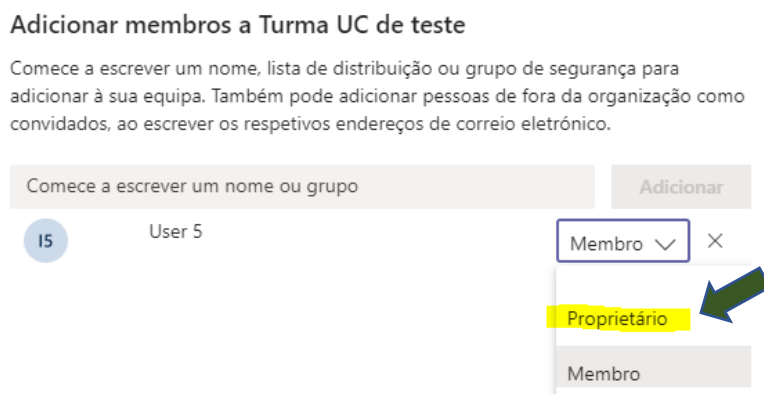 Adicionar membros a Turma UC de teste
Comece a escrever um nome, lista de distribuição ou grupo de segurança para
adicionar à sua equipa. Também pode adicionar pessoas de fora da organização como
convidados, ao escrever os respetivos endereços de correio eletrónico.
Comece a escrever um nome ou grupo
Adicionar
I5
User 5
Membro
Proprietário
Membro